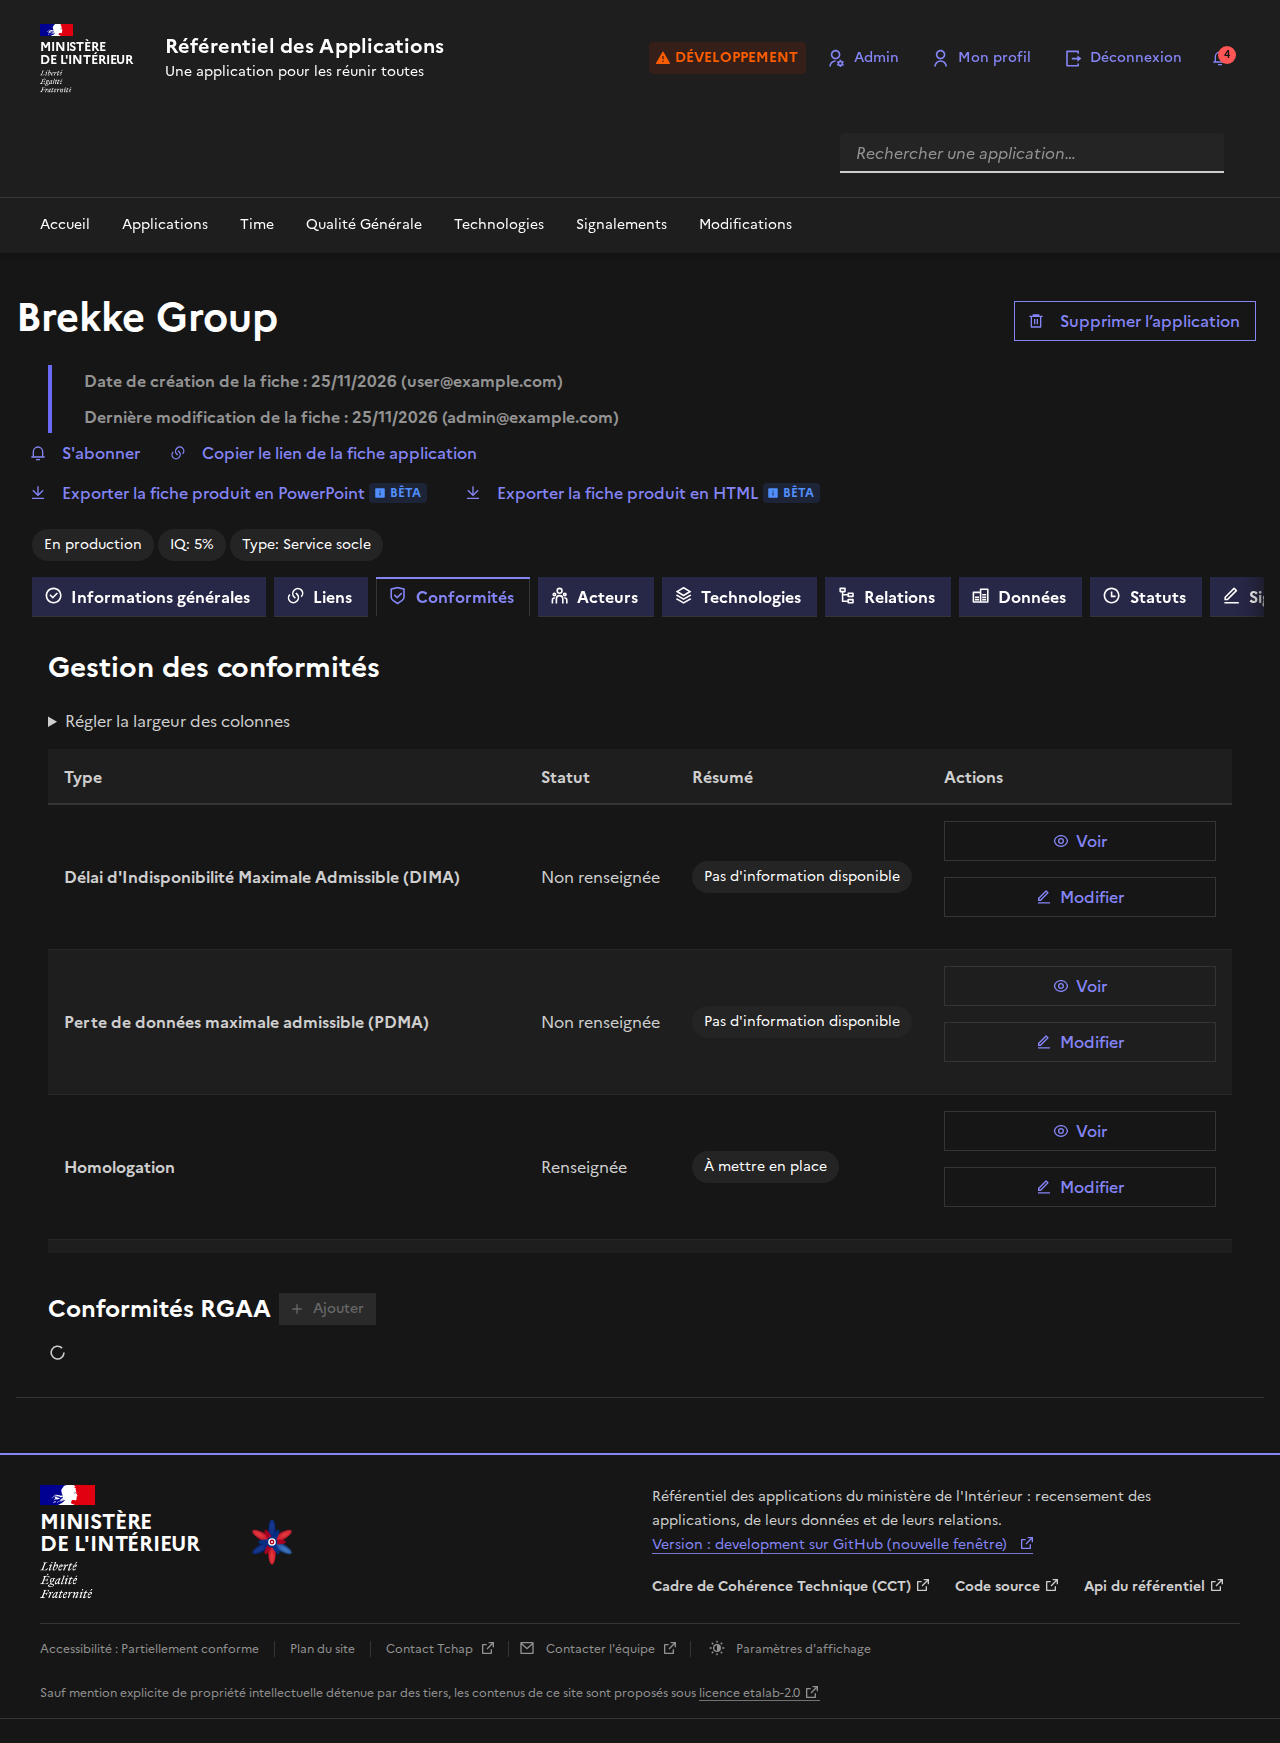 MINISTÈRE
DE L'INTÉRIEUR
Liberté
Égalité
Fraternité
Référentiel des Applications
Une application pour les réunir toutes
DÉVELOPPEMENT
Admin
Mon profil
Déconnexion
4
Rechercher une application…
Accueil
Applications
Time
Qualité Générale
Technologies
Signalements
Modifications
Brekke Group
Supprimer l’application
Date de création de la fiche : 25/11/2026 (user@example.com)
Dernière modification de la fiche : 25/11/2026 (admin@example.com)
S'abonner
Copier le lien de la fiche application
Exporter la fiche produit en PowerPoint BÊTA
Exporter la fiche produit en HTML BÊTA
En production
IQ: 5%
Type: Service socle
Informations générales
Liens
Conformités
Acteurs
Technologies
Relations
Données
Statuts
Gestion des conformités
Régler la largeur des colonnes
Type
Statut
Résumé
Actions
Délai d'Indisponibilité Maximale Admissible (DIMA)
Non renseignée
Pas d'information disponible
Voir
Modifier
Perte de données maximale admissible (PDMA)
Non renseignée
Pas d'information disponible
Voir
Modifier
Homologation
Renseignée
À mettre en place
Voir
Modifier
Conformités RGAA
Ajouter
MINISTÈRE
DE L'INTÉRIEUR
Liberté
Égalité
Fraternité
Référentiel des applications du ministère de l'Intérieur : recensement des
applications, de leurs données et de leurs relations.
Version : development sur GitHub (nouvelle fenêtre)
Cadre de Cohérence Technique (CCT)
Code source
Api du référentiel
Accessibilité : Partiellement conforme
Plan du site
Contact Tchap
Contacter l'équipe
Paramètres d'affichage
Sauf mention explicite de propriété intellectuelle détenue par des tiers, les contenus de ce site sont proposés sous licence etalab-2.0